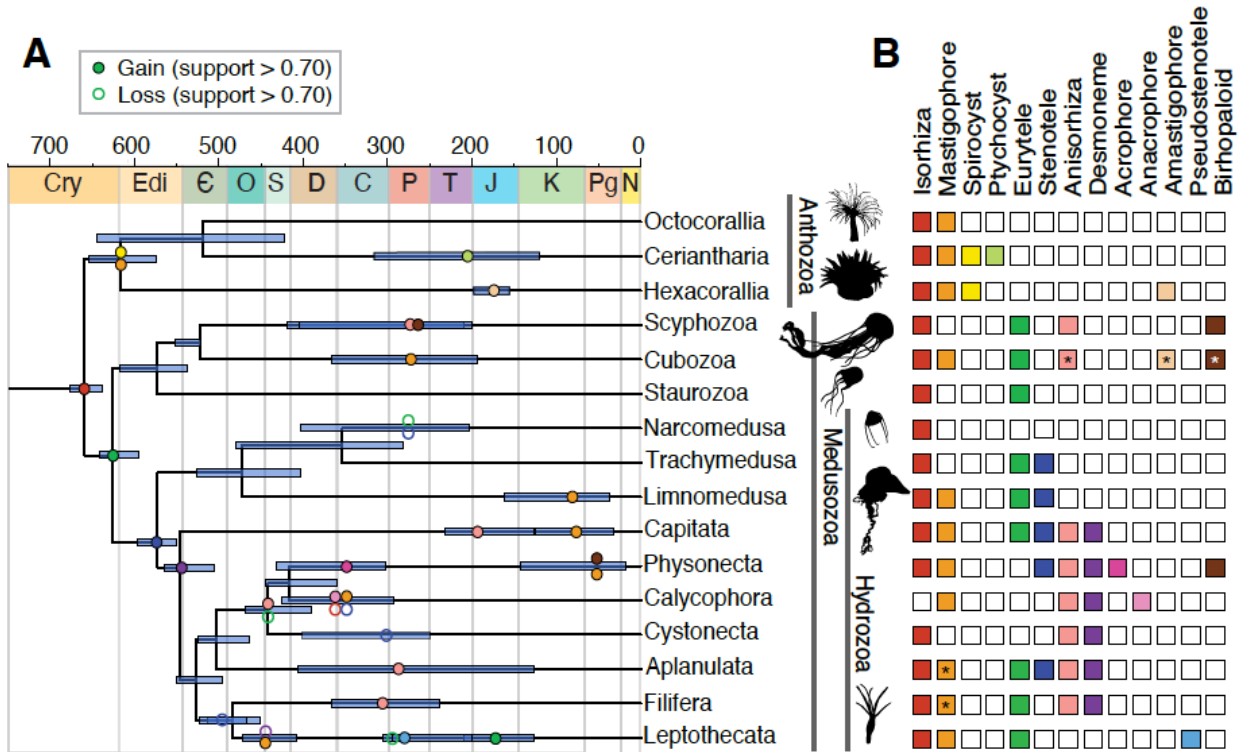 A
Gain (support > 0.70)
Loss (support > 0.70)
700 600 500 400 300 200 100 0
Cry Edi Є O S D C P T J K Pg N
Octocorallia
Ceriantharia
Hexacorallia
Scyphozoa
Cubozoa
Staurozoa
Narcomedusa
Trachymedusa
Limnomedusa
Capitata
Physonecta
Calycophora
Cystonecta
Aplanulata
Filifera
Leptothecata
Anthozoa
Medusozoa
Hydrozoa
B
Isorhiza
Mastigophore
Spirocyst
Ptychocyst
Eurytele
Stenotele
Anisorhiza
Desmoneme
Acrophore
Anacrophore
Amastigophore
Pseudostenotele
Birhopaloid
* * *
*
*